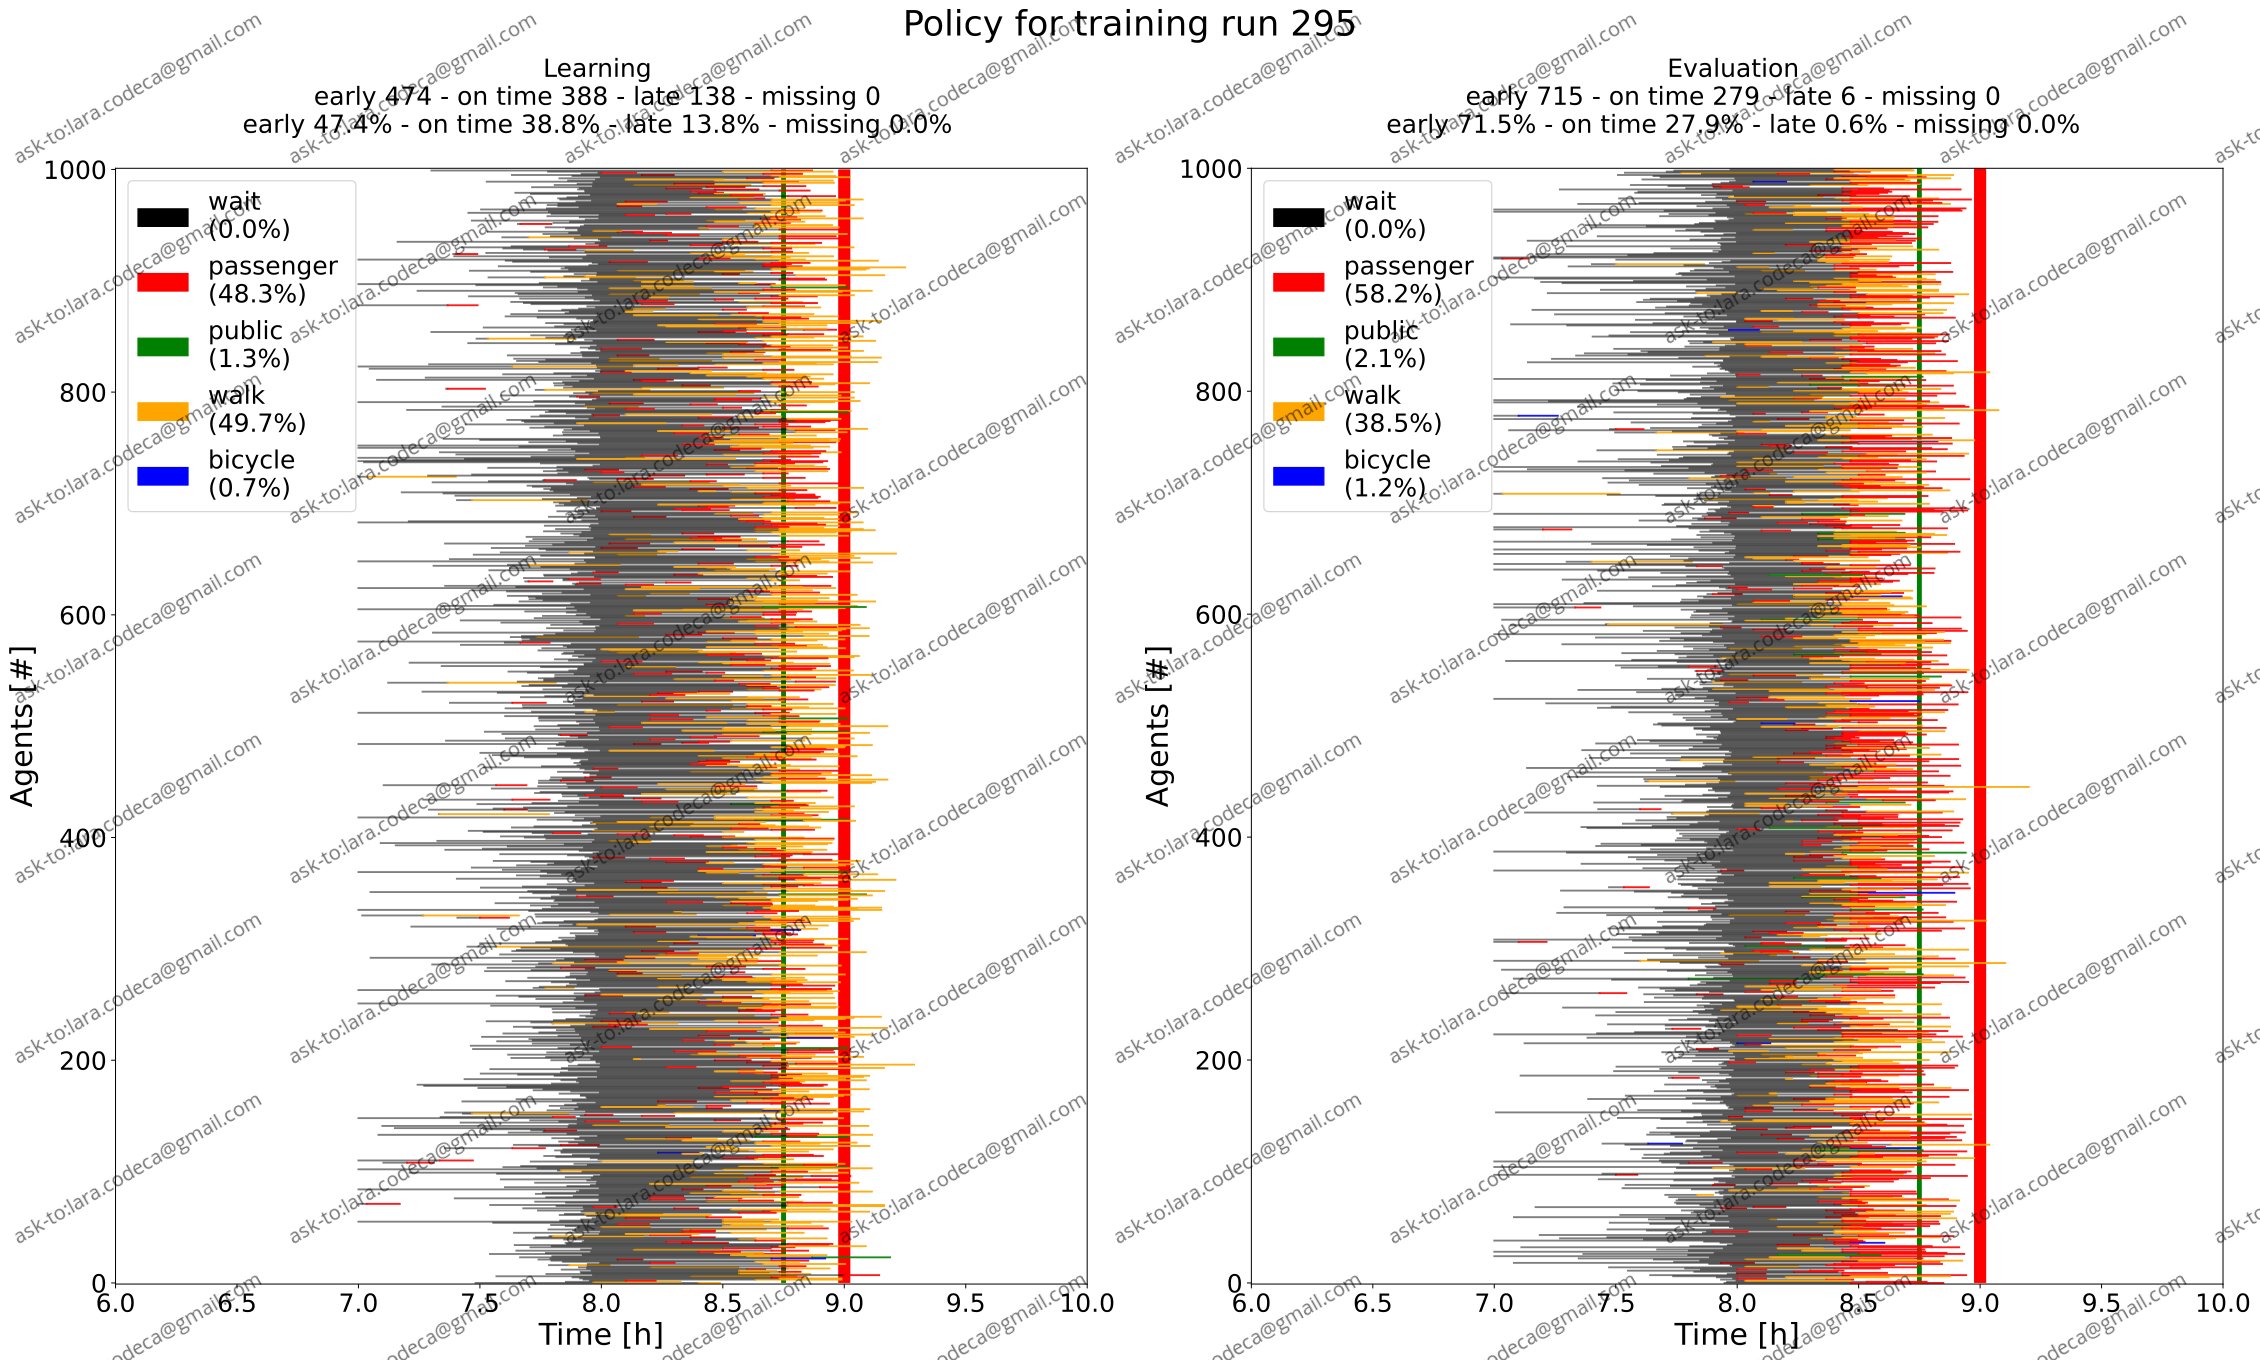 Policy for training run 295
Learning
early 474 - on time 388 - late 138 - missing 0
early 47.4% - on time 38.8% - late 13.8% - missing 0.0%
Evaluation
early 715 - on time 279 - late 6 - missing 0
early 71.5% - on time 27.9% - late 0.6% - missing 0.0%
wait
(0.0%)
passenger
(48.3%)
public
(1.3%)
walk
(49.7%)
bicycle
(0.7%)
Agents [#]
1000
800
600
400
200
0
6.0 6.5 7.0 7.5 8.0 8.5 9.0 9.5 10.0
Time [h]
wait
(0.0%)
passenger
(58.2%)
public
(2.1%)
walk
(38.5%)
bicycle
(1.2%)
Agents [#]
1000
800
600
400
200
0
6.0 6.5 7.0 7.5 8.0 8.5 9.0 9.5 10.0
Time [h]
ask-to:lara.codeca@gmail.com